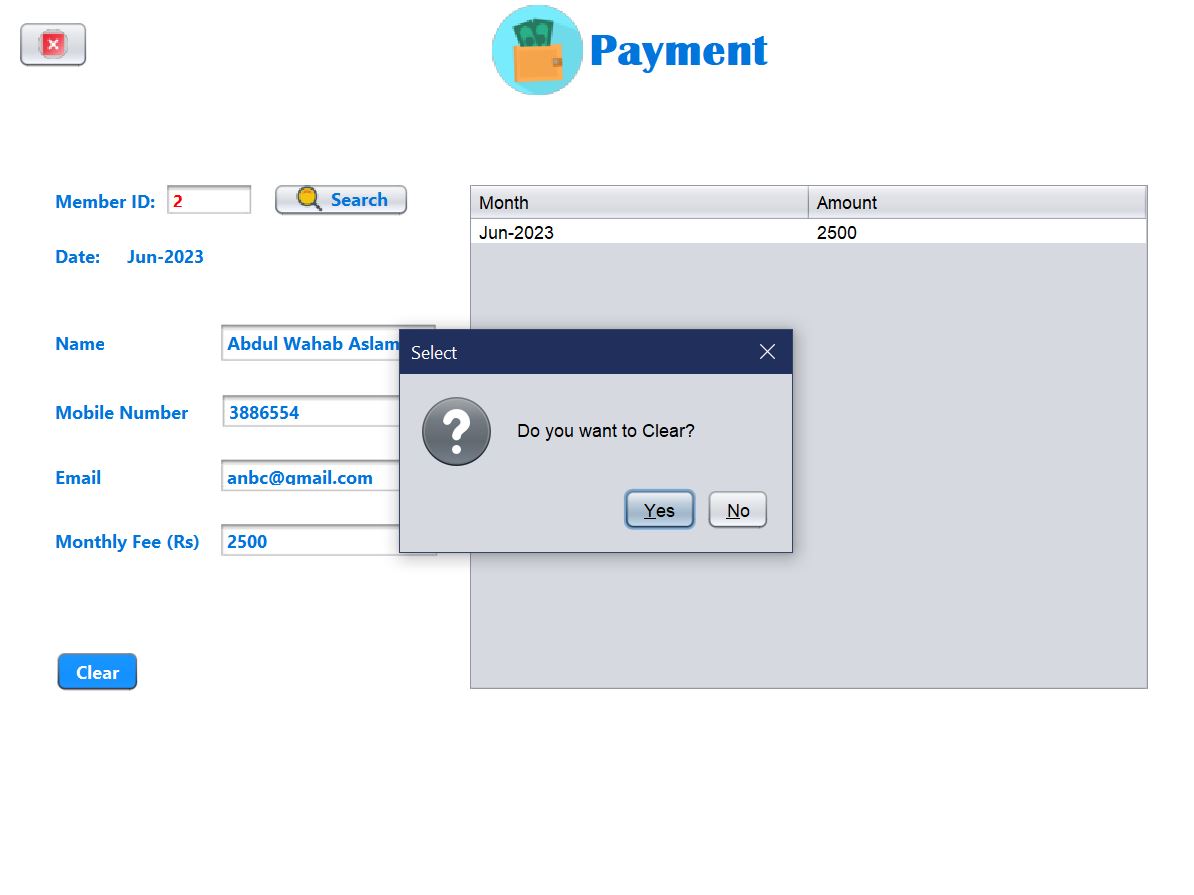 Payment
Member ID: 2 Search
Date: Jun-2023
Name Abdul Wahab Aslam
Mobile Number 3886554
Email anbc@gmail.com
Monthly Fee (Rs) 2500
Clear
Month Amount
Jun-2023 2500
Select
?
Do you want to Clear?
Yes No